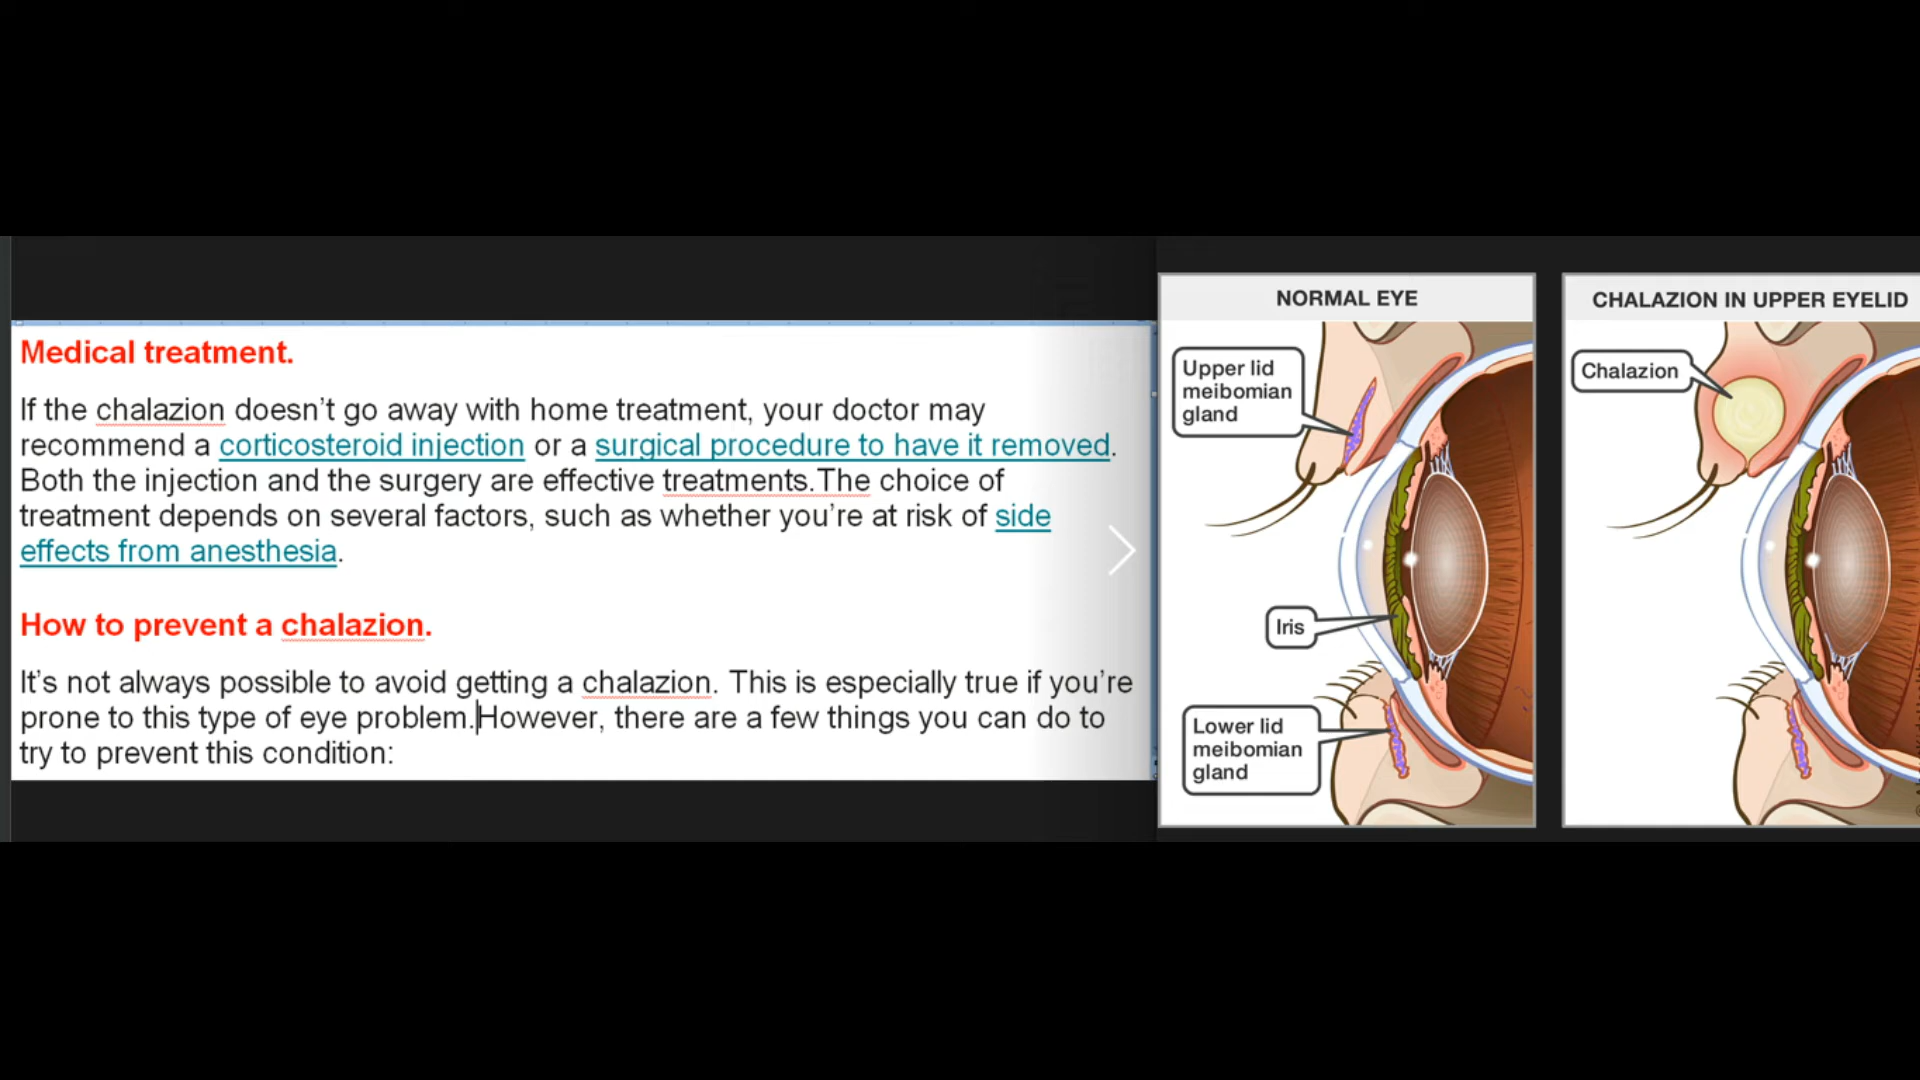 Medical treatment.
If the chalazion doesn’t go away with home treatment, your doctor may
recommend a corticosteroid injection or a surgical procedure to have it removed.
Both the injection and the surgery are effective treatments.The choice of
treatment depends on several factors, such as whether you’re at risk of side
effects from anesthesia.
How to prevent a chalazion.
It’s not always possible to avoid getting a chalazion. This is especially true if you’re
prone to this type of eye problem.However, there are a few things you can do to
try to prevent this condition:
NORMAL EYE
Upper lid
meibomian
gland
Iris
Lower lid
meibomian
gland
CHALAZION IN UPPER EYELID
Chalazion